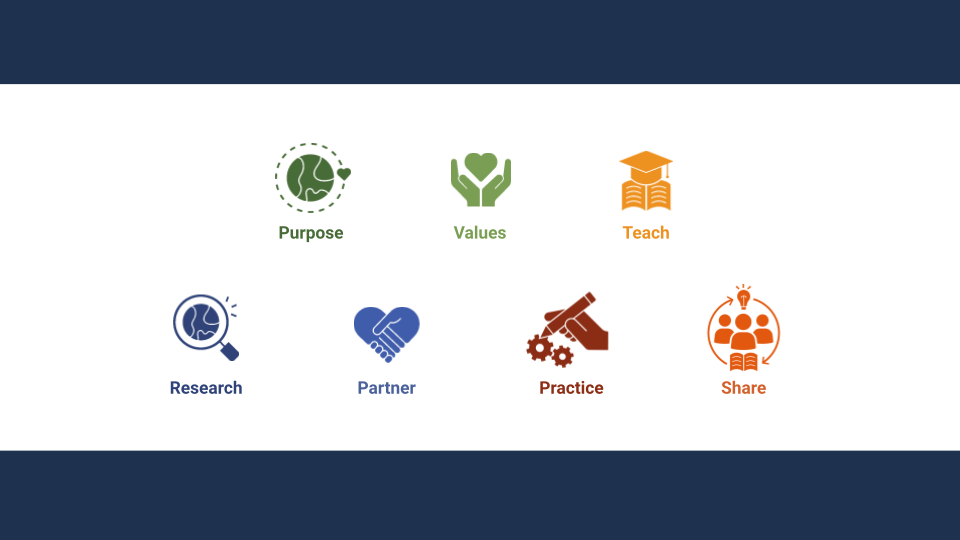 Purpose
Values
Teach
Research
Partner
Practice
Share